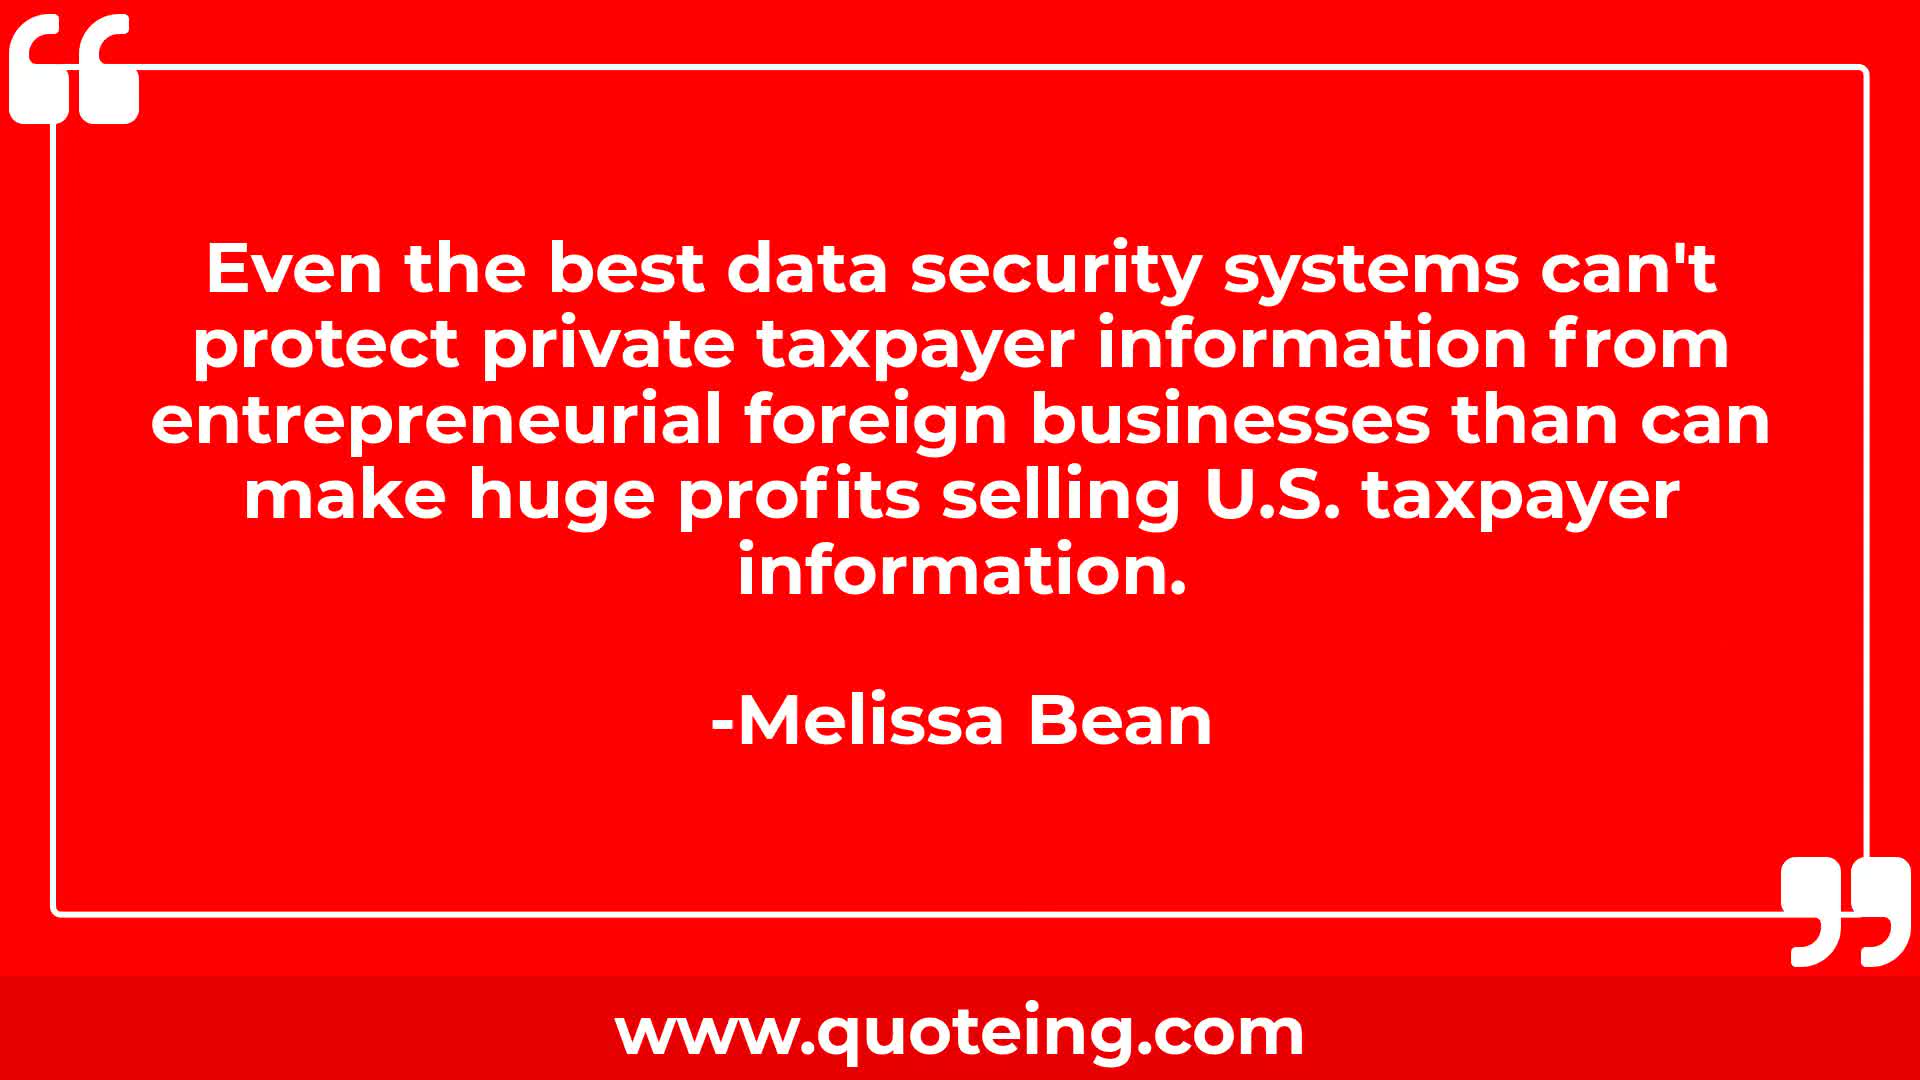 Even the best data security systems can't
protect private taxpayer information from
entrepreneurial foreign businesses than can
make huge profits selling U.S. taxpayer
information.
-Melissa Bean
www.quoteing.com